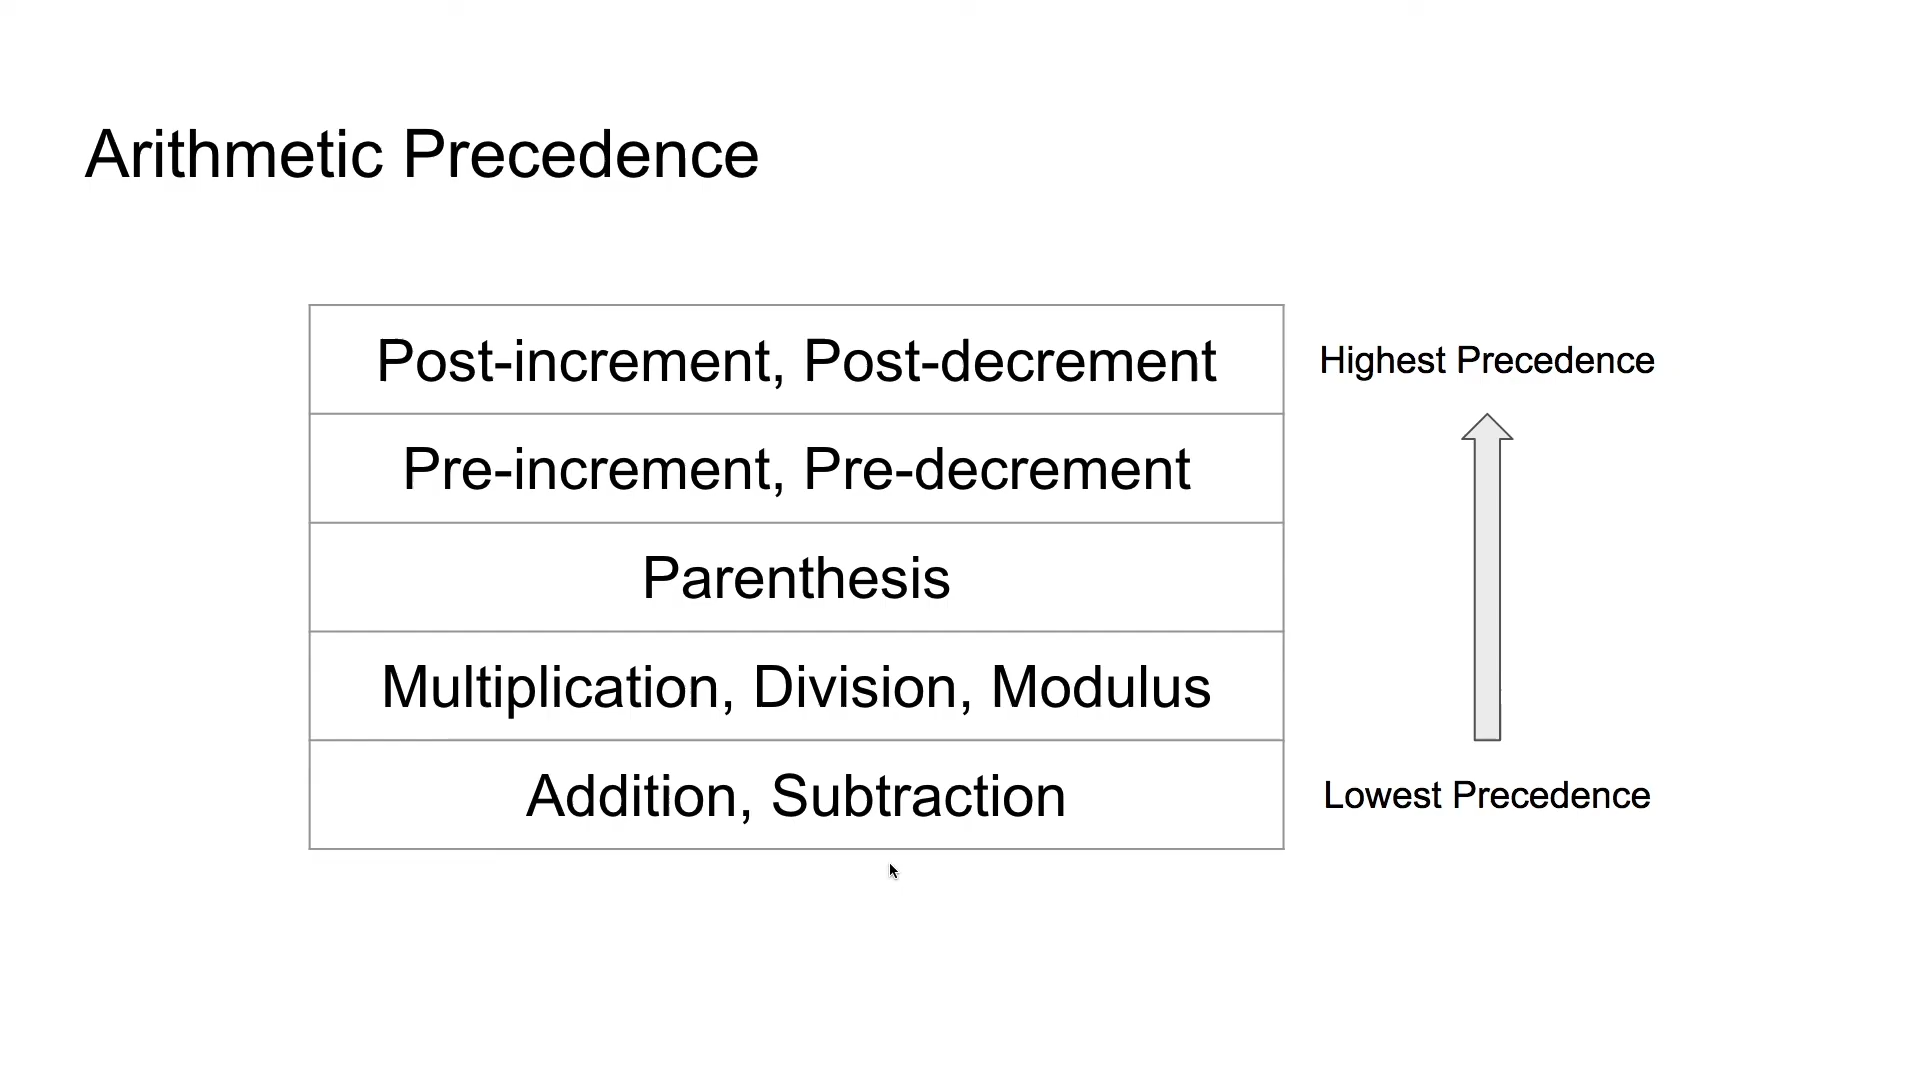 Arithmetic Precedence
Post-increment, Post-decrement
Highest Precedence
Pre-increment, Pre-decrement
Parenthesis
Multiplication, Division, Modulus
Addition, Subtraction
Lowest Precedence